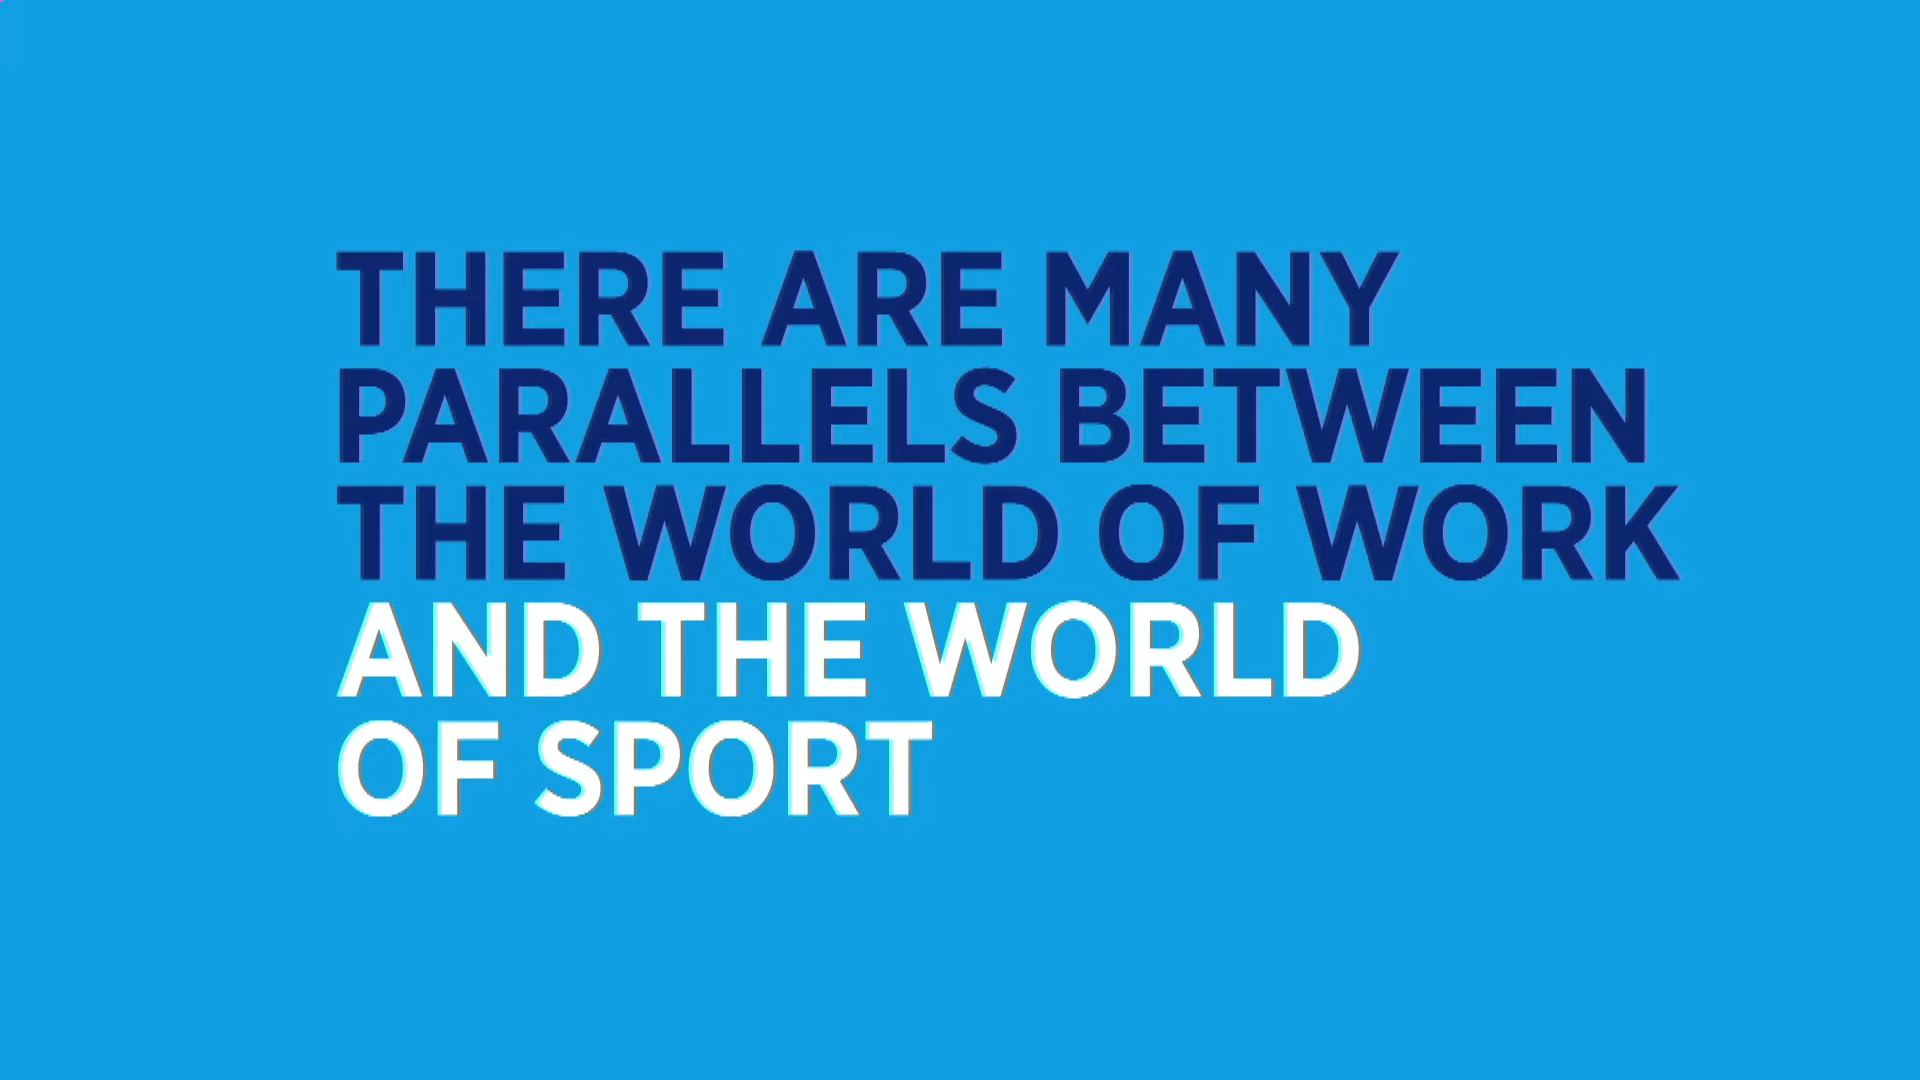 THERE ARE MANY
PARALLELS BETWEEN
THE WORLD OF WORK
AND THE WORLD
OF SPORT